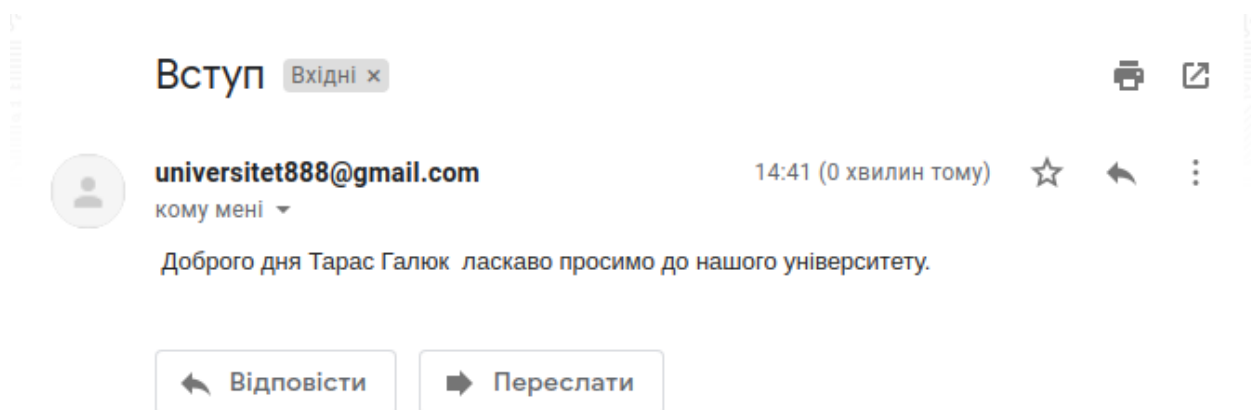 Вступ Вхідні ×
universitet888@gmail.com 14:41 (0 хвилин тому)
кому мені
Доброго дня Тарас Галюк ласкаво просимо до нашого університету.
Відповісти Переслати